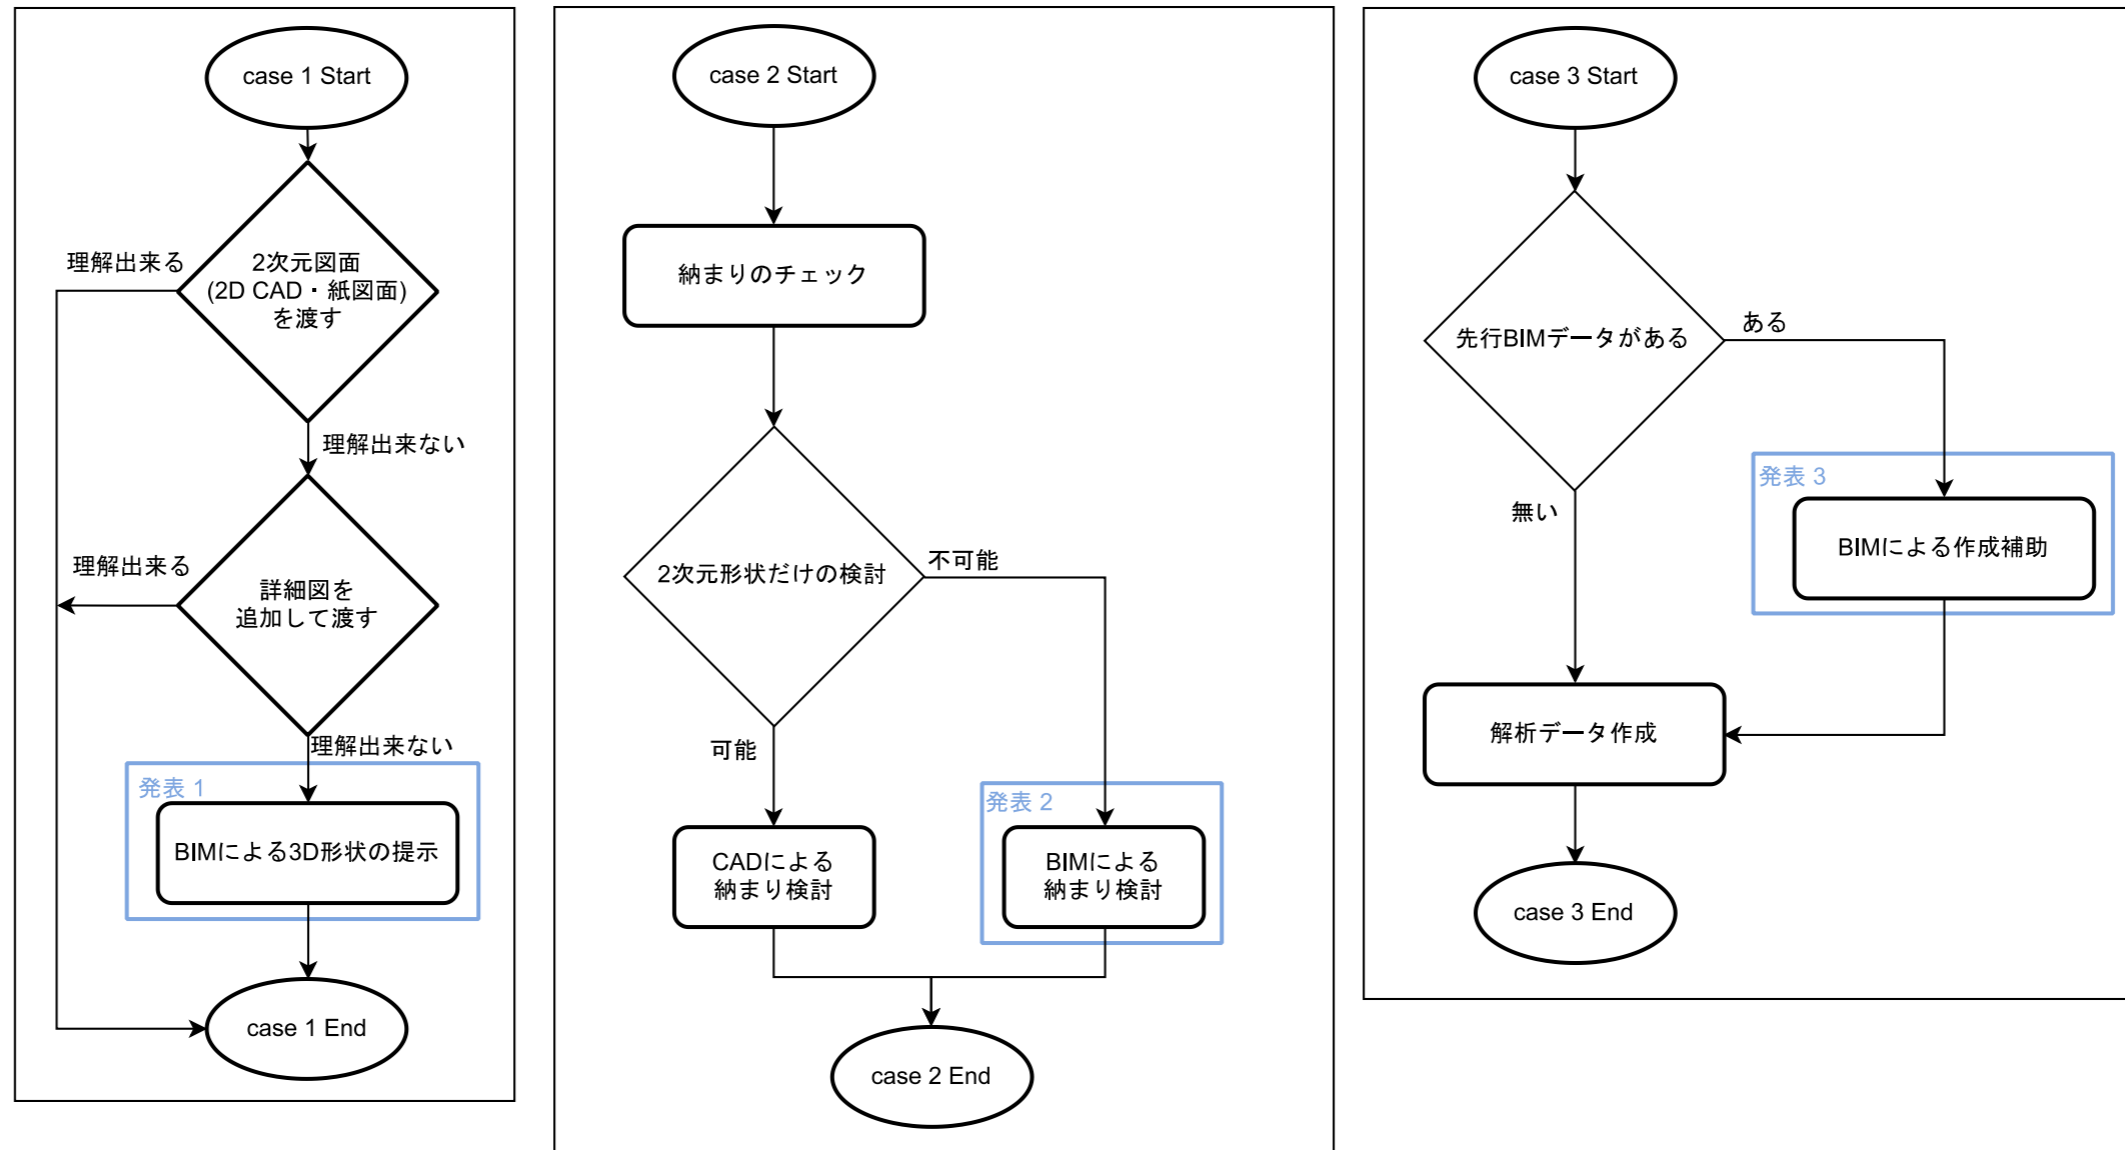 case 1 Start
2次元図面
(2D CAD・紙図面)
を渡す
理解出来る
理解出来ない
詳細図を
追加して渡す
理解出来る
理解出来ない
発表 1
BIMによる3D形状の提示
case 1 End
case 2 Start
納まりのチェック
2次元形状だけの検討
不可能
可能
CADによる
納まり検討
発表 2
BIMによる
納まり検討
case 2 End
case 3 Start
先行BIMデータがある
ある
無い
発表 3
BIMによる作成補助
解析データ作成
case 3 End